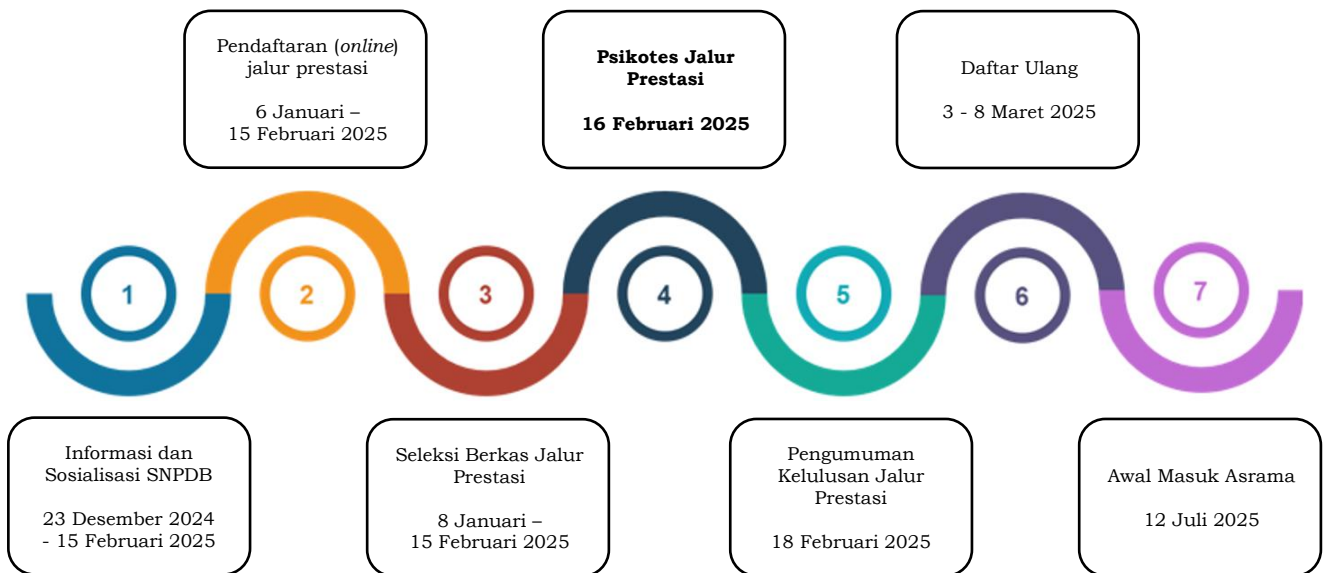 Pendaftaran (online)
jalur prestasi
6 Januari –
15 Februari 2025
Psikotes Jalur
Prestasi
16 Februari 2025
Daftar Ulang
3 - 8 Maret 2025
1
2
3
4
5
6
7
Informasi dan
Sosialisasi SNPDB
23 Desember 2024
- 15 Februari 2025
Seleksi Berkas Jalur
Prestasi
8 Januari –
15 Februari 2025
Pengumuman
Kelulusan Jalur
Prestasi
18 Februari 2025
Awal Masuk Asrama
12 Juli 2025